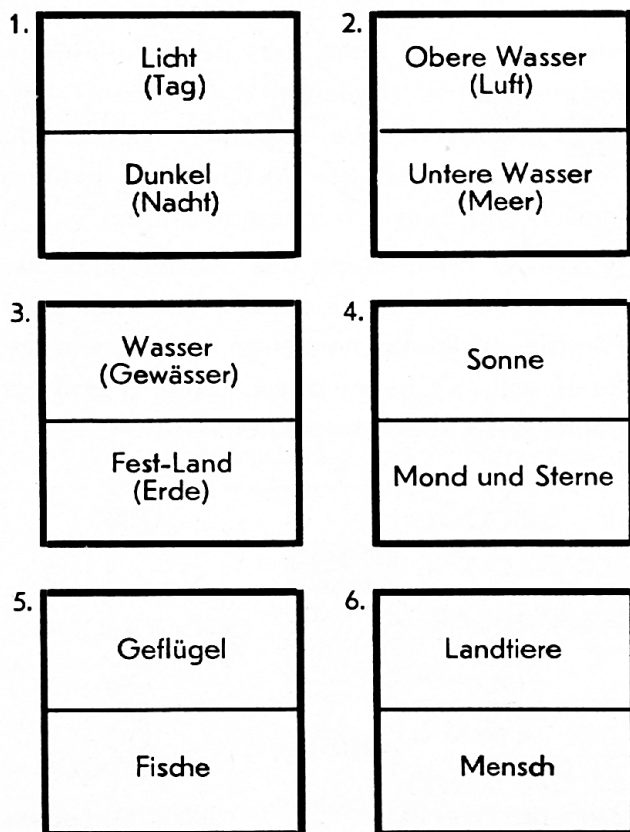 1.
Licht
(Tag)
Dunkel
(Nacht)
2.
Obere Wasser
(Luft)
Untere Wasser
(Meer)
3.
Wasser
(Gewässer)
Fest-Land
(Erde)
4.
Sonne
Mond und Sterne
5.
Geflügel
Fische
6.
Landtiere
Mensch